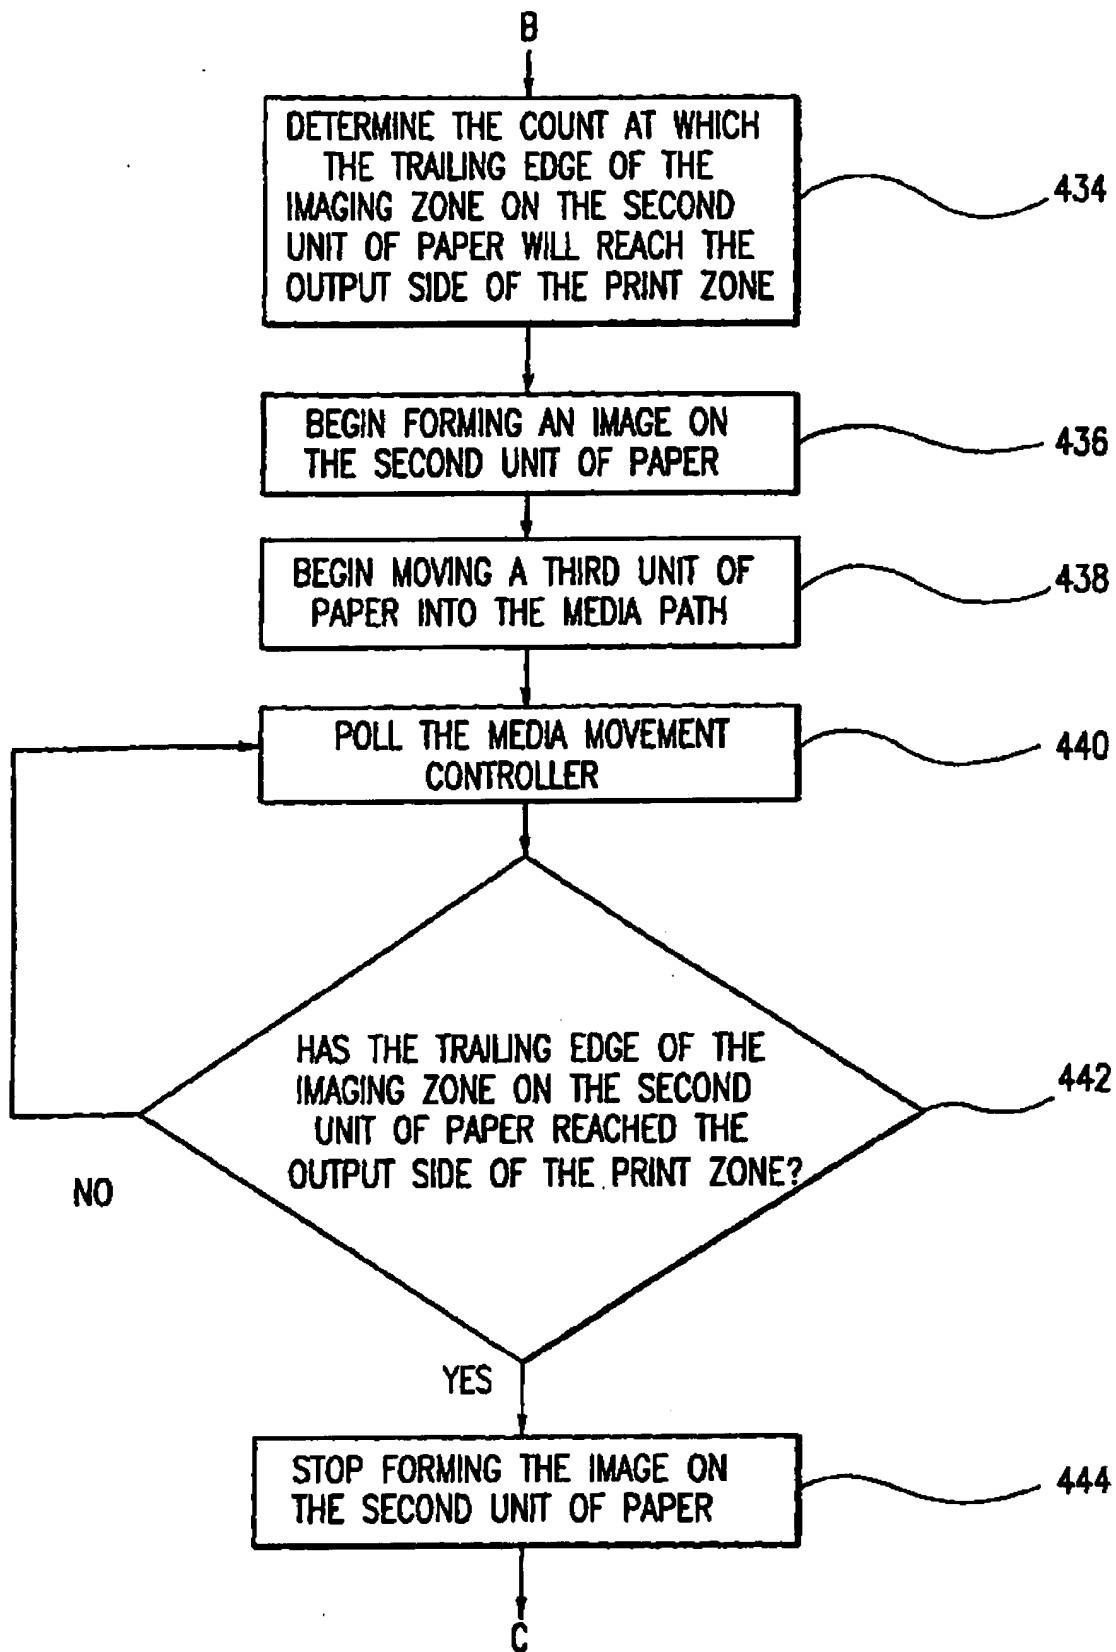 B
DETERMINE THE COUNT AT WHICH
THE TRAILING EDGE OF THE
IMAGING ZONE ON THE SECOND
UNIT OF PAPER WILL REACH THE
OUTPUT SIDE OF THE PRINT ZONE
434
BEGIN FORMING AN IMAGE ON
THE SECOND UNIT OF PAPER
436
BEGIN MOVING A THIRD UNIT OF
PAPER INTO THE MEDIA PATH
438
POLL THE MEDIA MOVEMENT
CONTROLLER
440
HAS THE TRAILING EDGE OF THE
IMAGING ZONE ON THE SECOND
UNIT OF PAPER REACHED THE
OUTPUT SIDE OF THE PRINT ZONE?
442
NO
YES
STOP FORMING THE IMAGE ON
THE SECOND UNIT OF PAPER
444
C